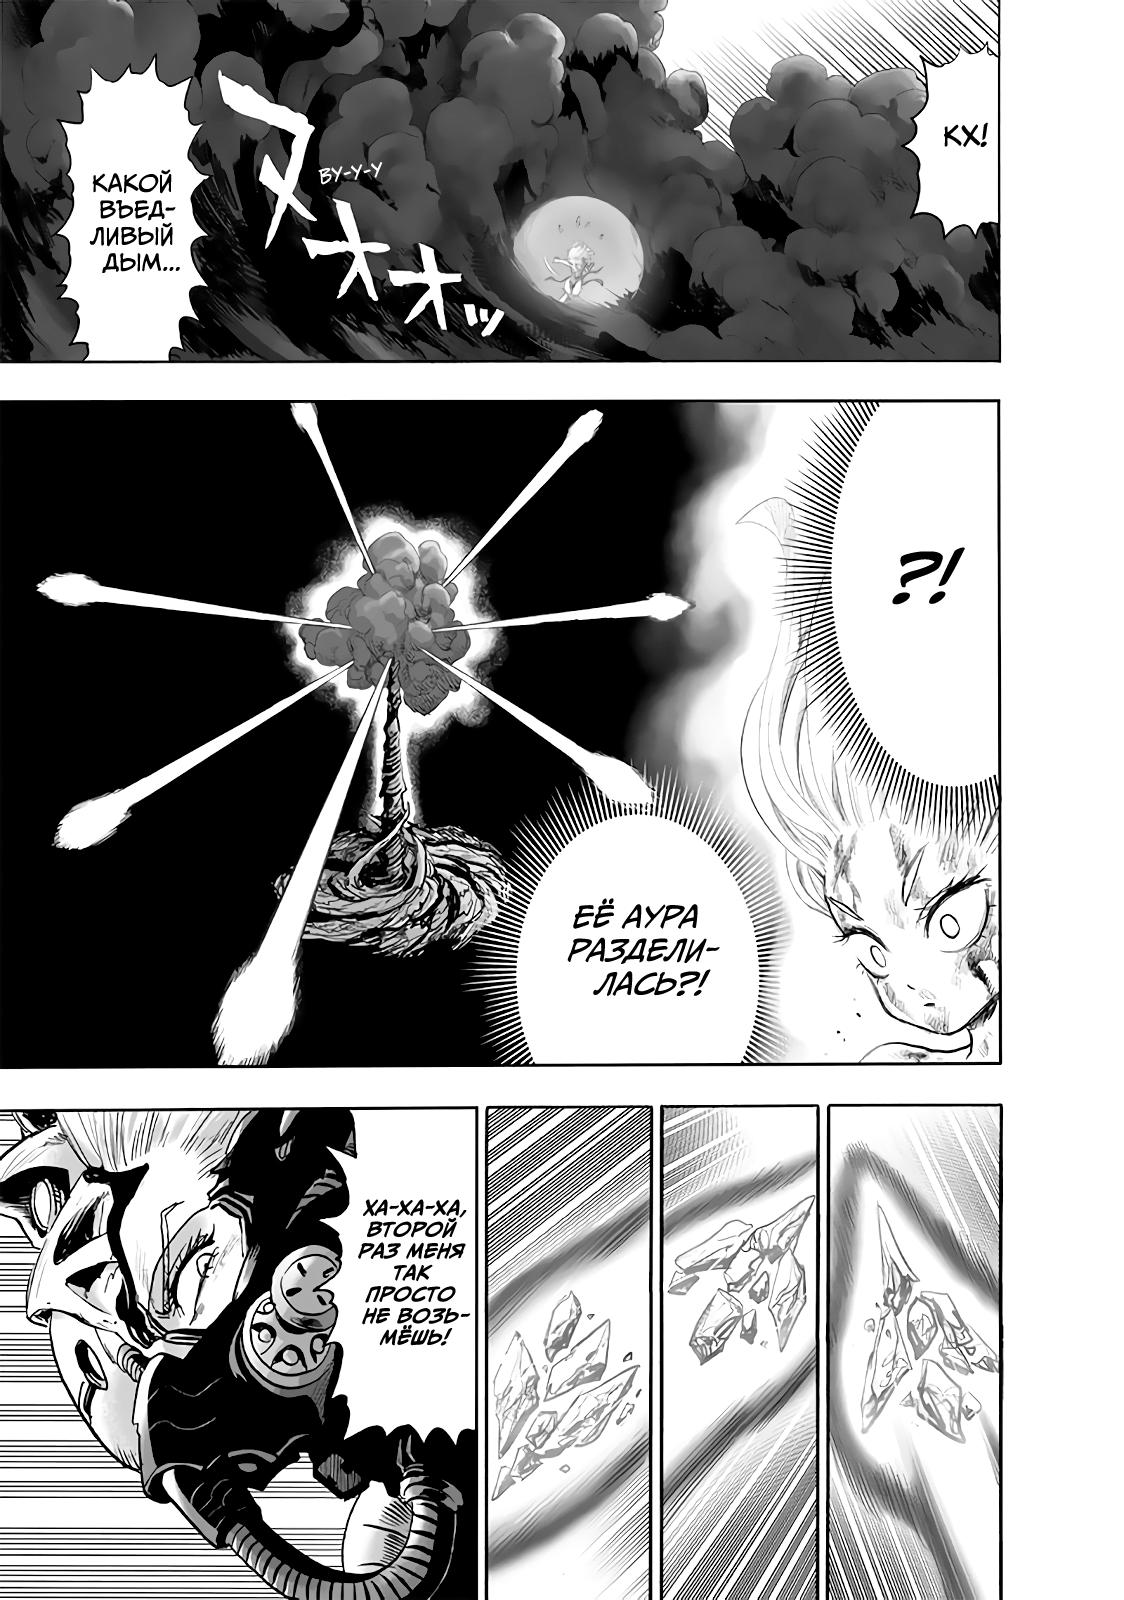 КХ!
ヌォオオッ
ВУ-У-У
КАКОЙ
ВЪЕД-
ЛИВЫЙ
ДЫМ...
?!
ЕЁ АУРА
РАЗДЕЛИ-
ЛАСЬ?!
ХА-ХА-ХА,
ВТОРОЙ
РАЗ МЕНЯ
ТАК
ПРОСТО
НЕ ВОЗЬ-
МЁШЬ!